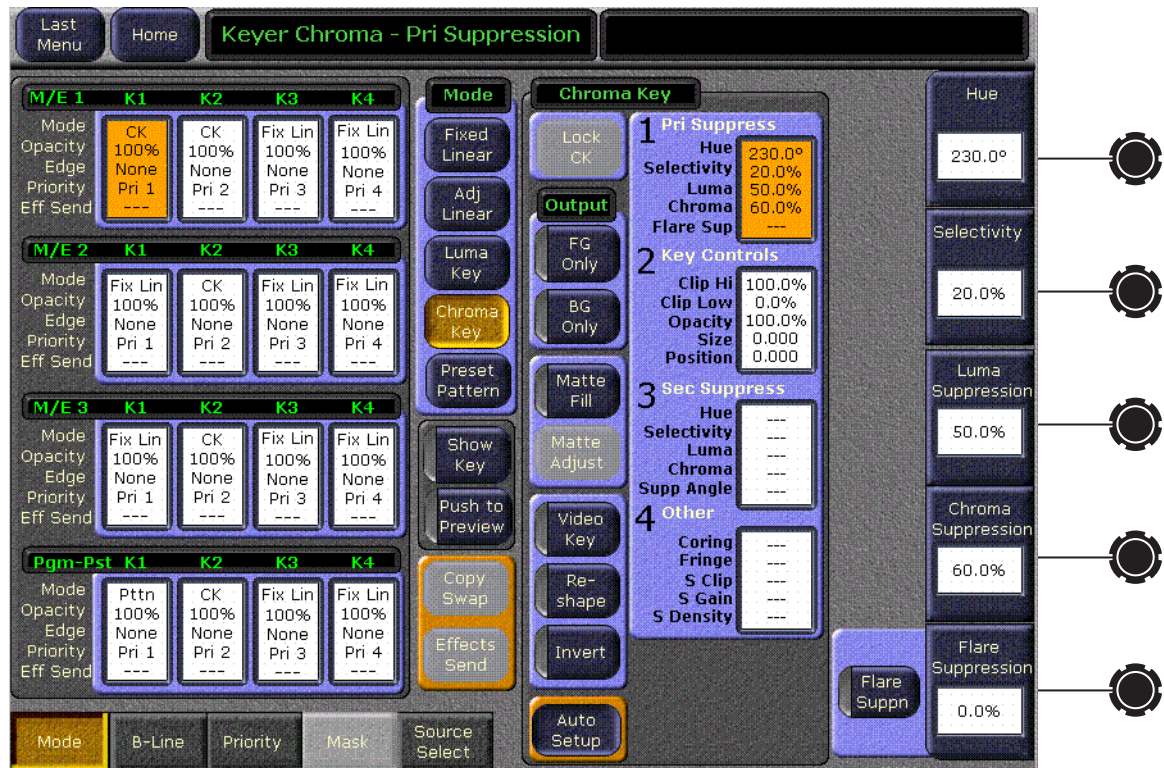 Last Menu
Home
Keyer Chroma - Pri Suppression
M/E 1 K1 K2 K3 K4
Mode CK CK Fix Lin Fix Lin
Opacity 100% 100% 100% 100%
Edge None None None None
Priority Pri 1 Pri 2 Pri 3 Pri 4
Eff Send --- --- --- ---
M/E 2 K1 K2 K3 K4
Mode Fix Lin CK Fix Lin Fix Lin
Opacity 100% 100% 100% 100%
Edge None None None None
Priority Pri 1 Pri 2 Pri 3 Pri 4
Eff Send --- --- --- ---
M/E 3 K1 K2 K3 K4
Mode Fix Lin CK Fix Lin Fix Lin
Opacity 100% 100% 100% 100%
Edge None None None None
Priority Pri 1 Pri 2 Pri 3 Pri 4
Eff Send --- --- --- ---
Pgm-Pst K1 K2 K3 K4
Mode Pttn CK Fix Lin Fix Lin
Opacity 100% 100% 100% 100%
Edge None None None None
Priority Pri 1 Pri 2 Pri 3 Pri 4
Eff Send --- --- --- ---
Mode
Fixed
Linear
Adj
Linear
Luma
Key
Chroma
Key
Preset
Pattern
Show
Key
Push to
Preview
Copy
Swap
Effects
Send
Chroma Key
Lock
CK
Output
FG
Only
BG
Only
Matte
Fill
Matte
Adjust
Video
Key
Re-
shape
Invert
Auto
Setup
1 Pri Suppress
Hue 230.0º
Selectivity 20.0%
Luma 50.0%
Chroma 60.0%
Flare Sup ---
2 Key Controls
Clip Hi 100.0%
Clip Low 0.0%
Opacity 100.0%
Size 0.000
Position 0.000
3 Sec Suppress
Hue ---
Selectivity ---
Luma ---
Chroma ---
Supp Angle ---
4 Other
Coring ---
Fringe ---
S Clip ---
S Gain ---
S Density ---
Flare
Suppn
Hue
230.0º
Selectivity
20.0%
Luma
Suppression
50.0%
Chroma
Suppression
60.0%
Flare
Suppression
0.0%
Mode
B-Line
Priority
Mask
Source
Select